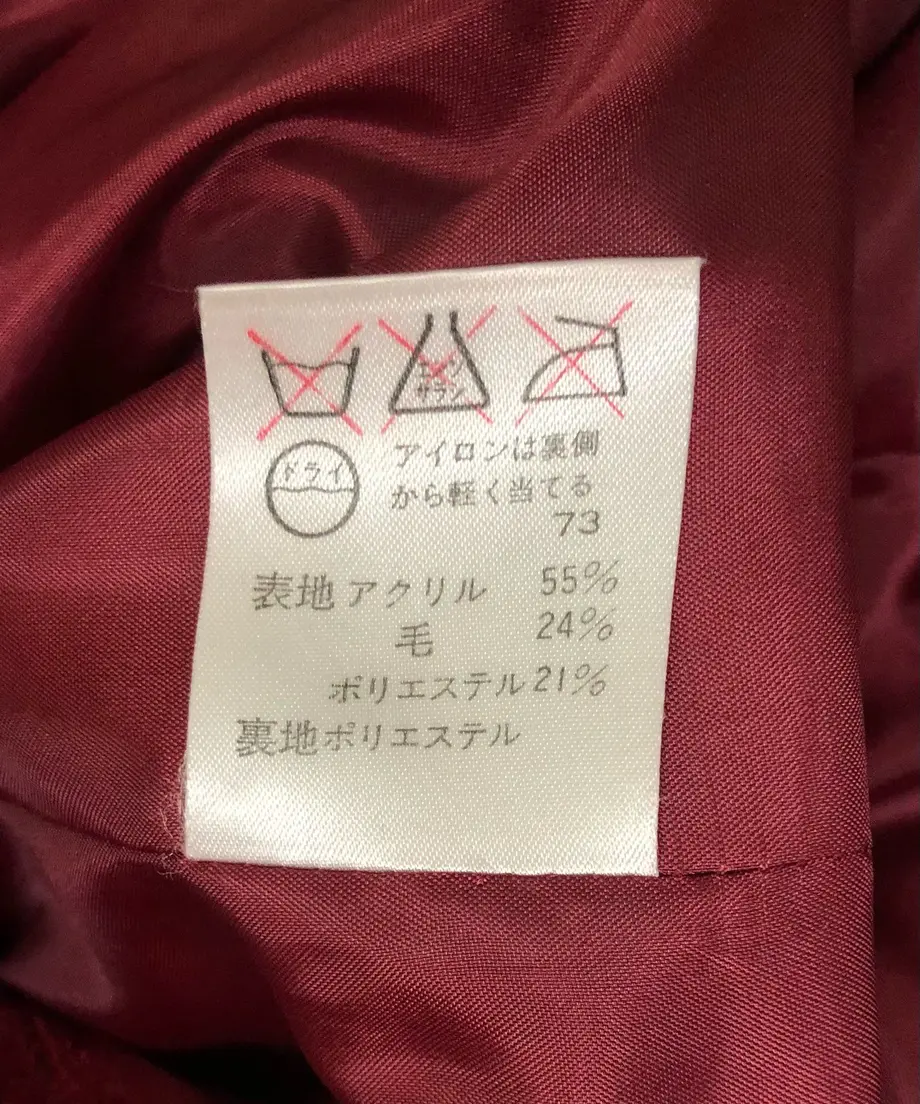 エンソ
サラシ
ドライ
アイロンは裏側
から軽く当てる
73
表地 アクリル 55%
毛 24%
ポリエステル 21%
裏地 ポリエステル